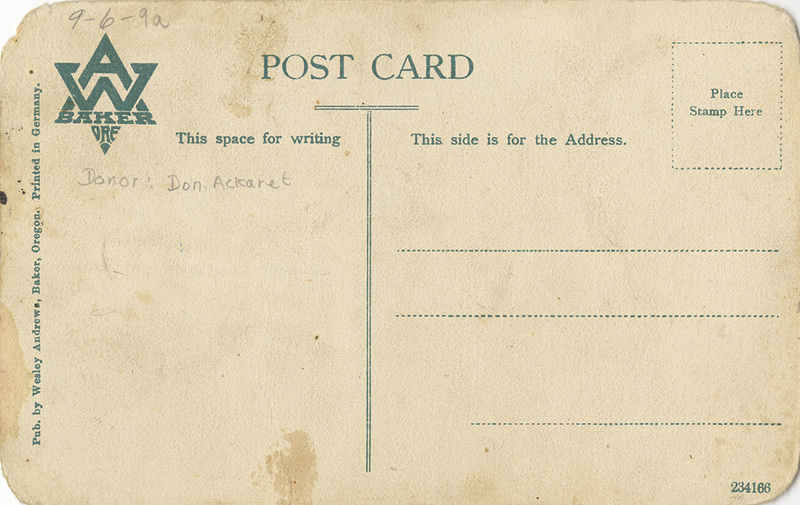 9-6-9a
AW
BAKER
ORE
POST CARD
This space for writing
This side is for the Address.
Place
Stamp Here
Donor: Don Ackaret
Pub. by Wesley Andrews, Baker, Oregon. Printed in Germany.
234166